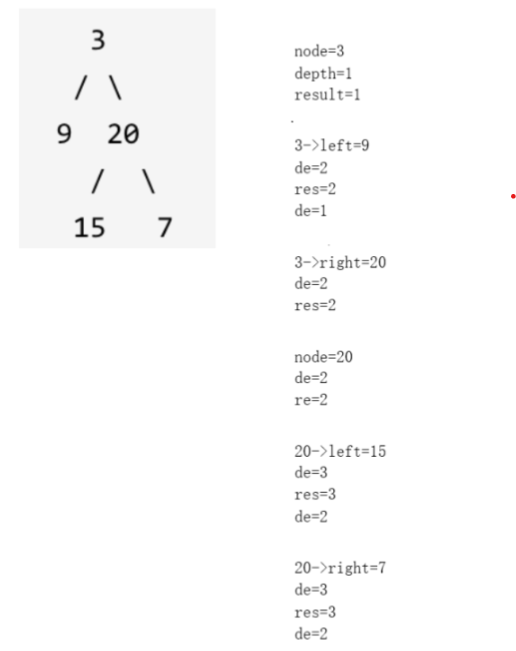 3
/ \
9 20
/ \
15 7
node=3
depth=1
result=1
3->left=9
de=2
res=2
de=1
3->right=20
de=2
res=2
node=20
de=2
re=2
20->left=15
de=3
res=3
de=2
20->right=7
de=3
res=3
de=2